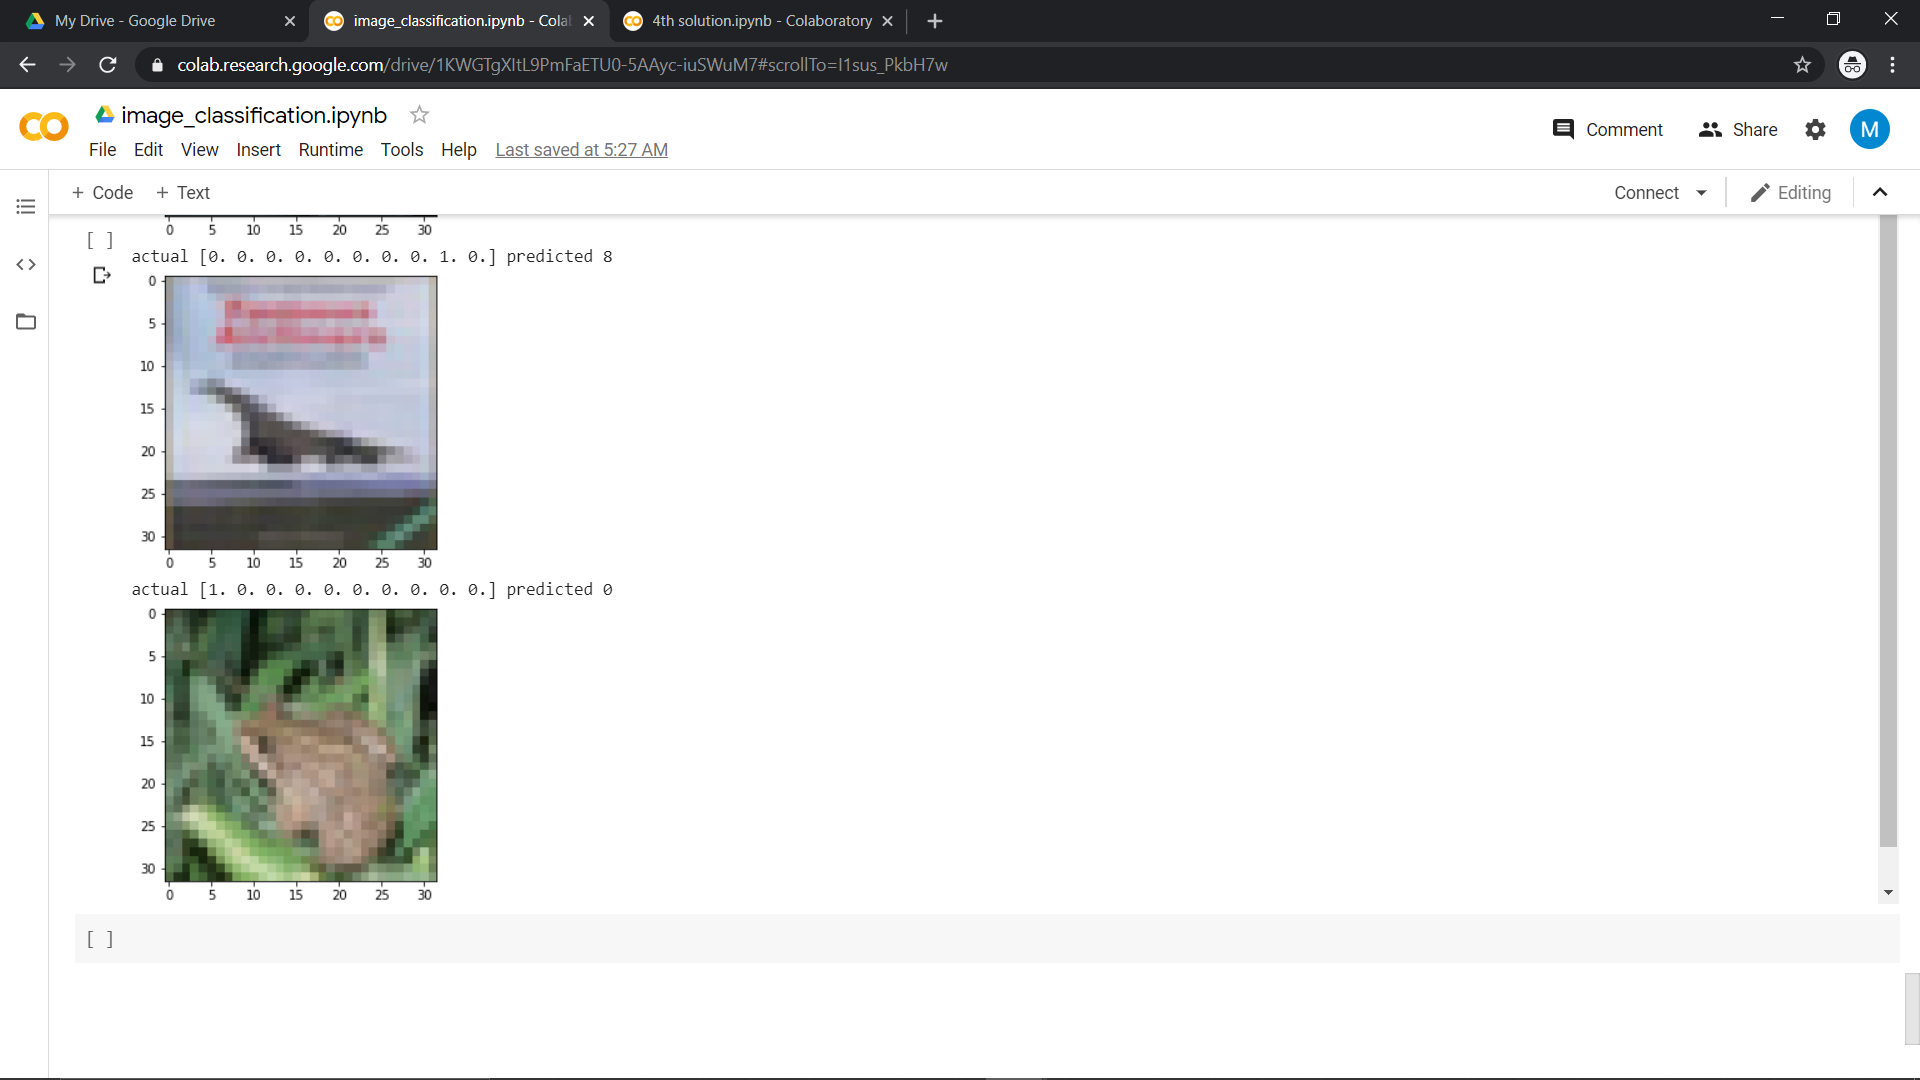 My Drive - Google Drive
image_classification.ipynb - Cola
4th solution.ipynb - Colaboratory
colab.research.google.com/drive/1KWGTgXItL9PmFaETU0-5AAyc-iuSWuM7#scrollTo=I1sus_PkbH7w
image_classification.ipynb
Comment
Share
M
File Edit View Insert Runtime Tools Help Last saved at 5:27 AM
+ Code + Text
Connect
Editing
0 5 10 15 20 25 30
[ ]
actual [0. 0. 0. 0. 0. 0. 0. 0. 1. 0.] predicted 8
0
5
10
15
20
25
30
0 5 10 15 20 25 30
actual [1. 0. 0. 0. 0. 0. 0. 0. 0. 0.] predicted 0
0
5
10
15
20
25
30
0 5 10 15 20 25 30
[ ]